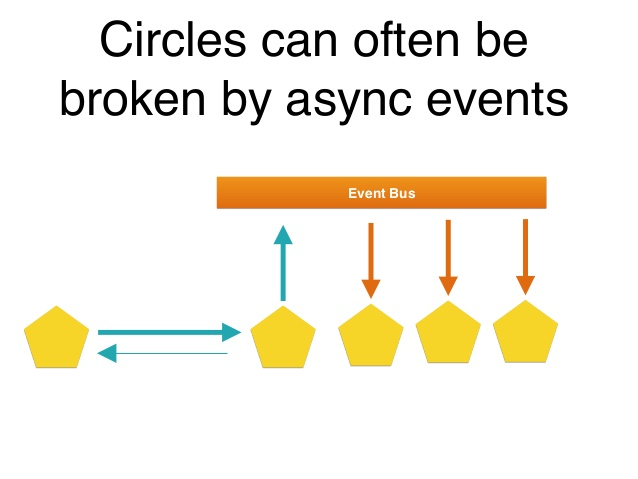 Circles can often be
broken by async events
Event Bus